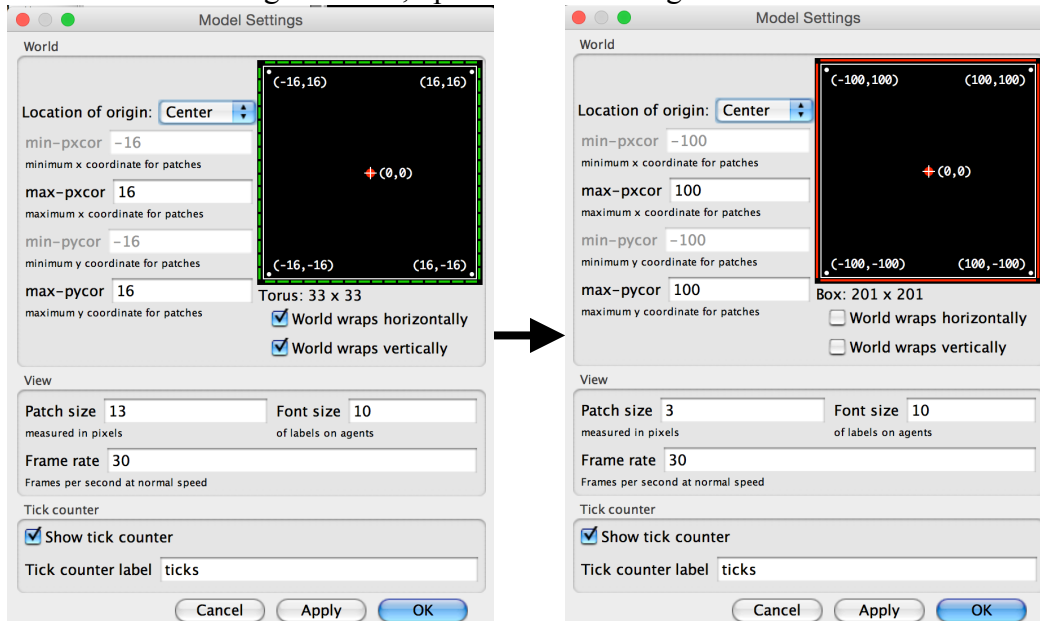 Model Settings
World
(-16,16) (16,16)
Location of origin: Center
min-pxcor -16
minimum x coordinate for patches
(0,0)
max-pxcor 16
maximum x coordinate for patches
min-pycor -16
minimum y coordinate for patches
(-16,-16) (16,-16)
max-pycor 16
maximum y coordinate for patches
Torus: 33 x 33
World wraps horizontally
World wraps vertically
View
Patch size 13 Font size 10
measured in pixels of labels on agents
Frame rate 30
Frames per second at normal speed
Tick counter
Show tick counter
Tick counter label ticks
Cancel Apply OK
Model Settings
World
(-100,100) (100,100)
Location of origin: Center
min-pxcor -100
minimum x coordinate for patches
(0,0)
max-pxcor 100
maximum x coordinate for patches
min-pycor -100
minimum y coordinate for patches
(-100,-100) (100,-100)
max-pycor 100
maximum y coordinate for patches
Box: 201 x 201
World wraps horizontally
World wraps vertically
View
Patch size 3 Font size 10
measured in pixels of labels on agents
Frame rate 30
Frames per second at normal speed
Tick counter
Show tick counter
Tick counter label ticks
Cancel Apply OK